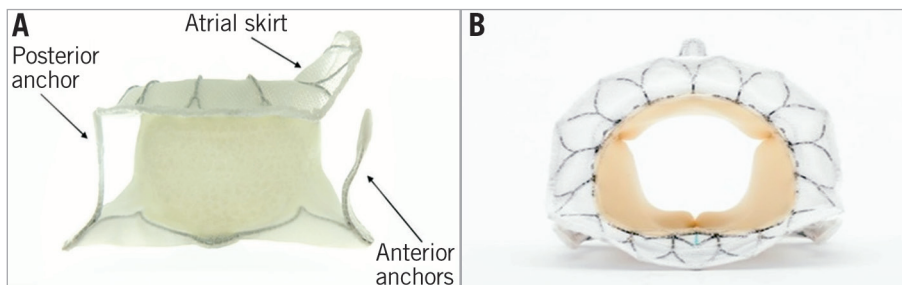 A
Atrial skirt
Posterior
anchor
Anterior
anchors
B